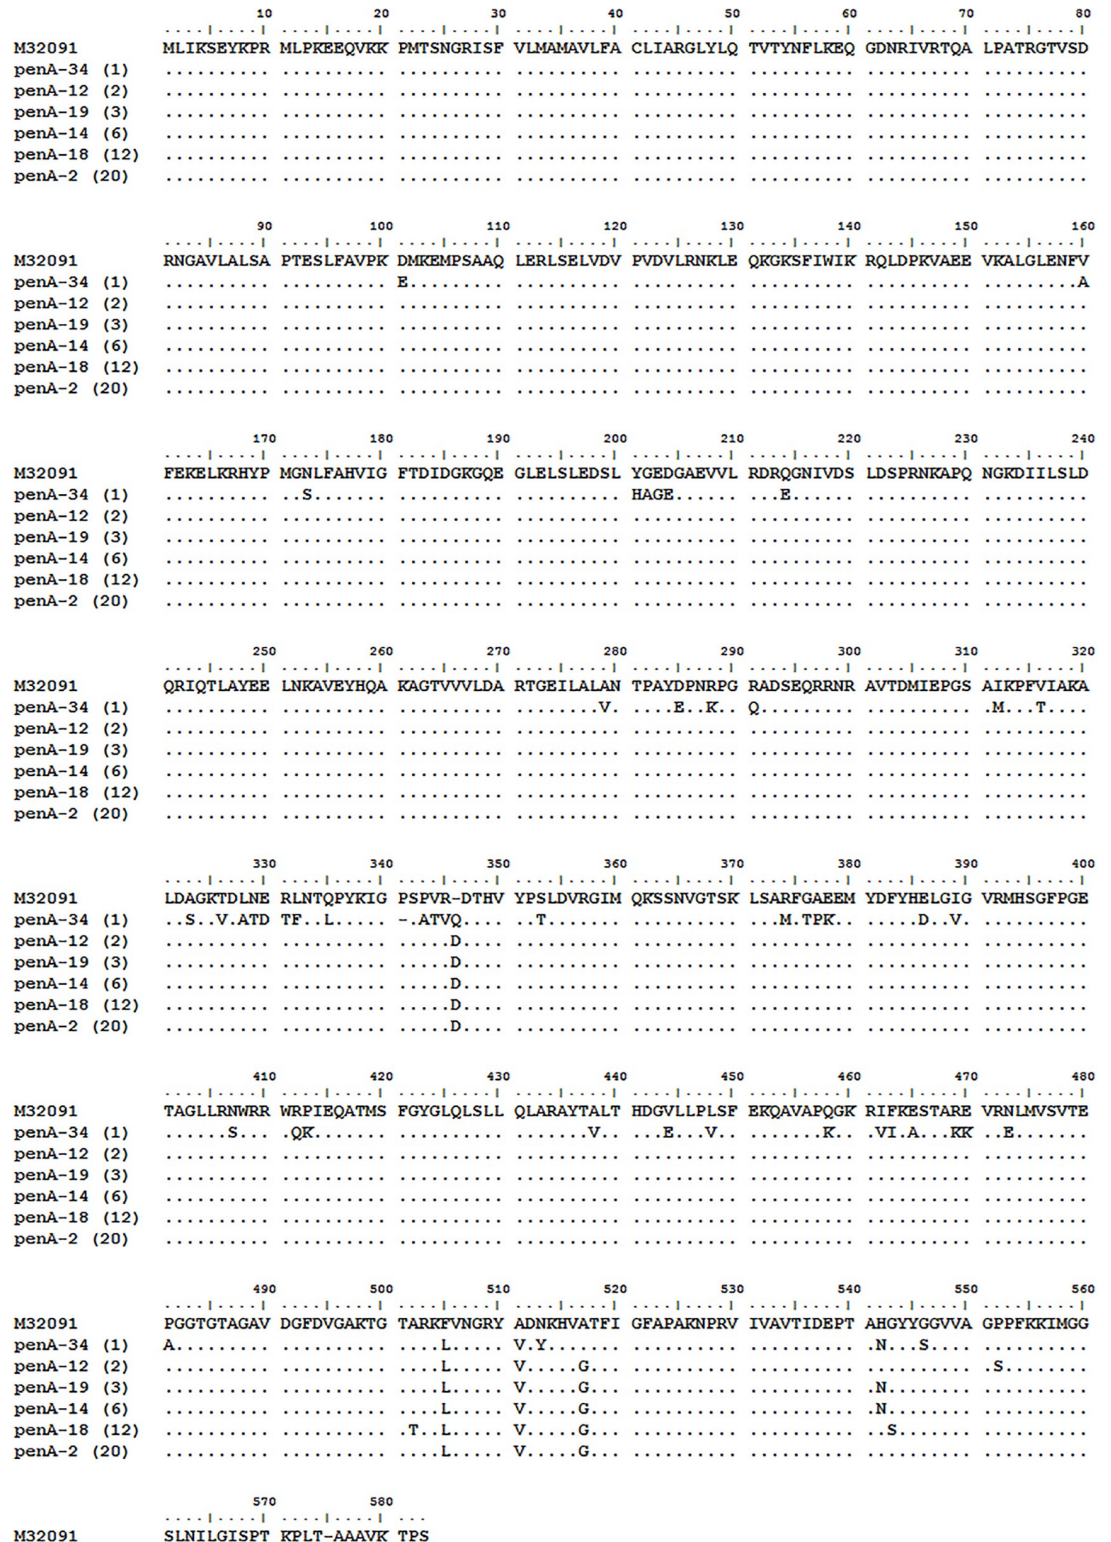 10 20 30 40 50 60 70 80
....|....| ....|....| ....|....| ....|....| ....|....| ....|....| ....|....| ....|....|
M32091 MLIKSEYKPR MLPKEEQVKK PMTSNGRISF VLMAMAVLFA CLIARGLYLQ TVTYNFLKEQ GDNRIVRTQA LPATRGTVSD
penA-34 (1) .......... .......... .......... .......... .......... .......... .......... ..........
penA-12 (2) .......... .......... .......... .......... .......... .......... .......... ..........
penA-19 (3) .......... .......... .......... .......... .......... .......... .......... ..........
penA-14 (6) .......... .......... .......... .......... .......... .......... .......... ..........
penA-18 (12) .......... .......... .......... .......... .......... .......... .......... ..........
penA-2 (20) .......... .......... .......... .......... .......... .......... .......... ..........
90 100 110 120 130 140 150 160
....|....| ....|....| ....|....| ....|....| ....|....| ....|....| ....|....| ....|....|
M32091 RNGAVLALSA PTESLFAVPK DMKEMPSAAQ LERLSELVDV PVDVLRNKLE QKGKSFIWIK RQLDPKVAEE VKALGLENFV
penA-34 (1) .......... .......... E......... .......... .......... .......... .......... .........A
penA-12 (2) .......... .......... .......... .......... .......... .......... .......... ..........
penA-19 (3) .......... .......... .......... .......... .......... .......... .......... ..........
penA-14 (6) .......... .......... .......... .......... .......... .......... .......... ..........
penA-18 (12) .......... .......... .......... .......... .......... .......... .......... ..........
penA-2 (20) .......... .......... .......... .......... .......... .......... .......... ..........
170 180 190 200 210 220 230 240
....|....| ....|....| ....|....| ....|....| ....|....| ....|....| ....|....| ....|....|
M32091 FEKELKRHYP MGNLFAHVIG FTDIDGKGQE GLELSLEDSL YGEDGAEVVL RDRQGNIVDS LDSPRNKAPQ NGKDIILSLD
penA-34 (1) .......... ..S....... .......... .......... HAGE...... ...E...... .......... ..........
penA-12 (2) .......... .......... .......... .......... .......... .......... .......... ..........
penA-19 (3) .......... .......... .......... .......... .......... .......... .......... ..........
penA-14 (6) .......... .......... .......... .......... .......... .......... .......... ..........
penA-18 (12) .......... .......... .......... .......... .......... .......... .......... ..........
penA-2 (20) .......... .......... .......... .......... .......... .......... .......... ..........
250 260 270 280 290 300 310 320
....|....| ....|....| ....|....| ....|....| ....|....| ....|....| ....|....| ....|....|
M32091 QRIQTLAYEE LNKAVEYHQA KAGTVVVLDA RTGEILALAN TPAYDPNRPG RADSEQRRNR AVTDMIEPGS AIKPFVIAKA
penA-34 (1) .......... .......... .......... ........V. ....E..K.. Q......... .......... .M...T....
penA-12 (2) .......... .......... .......... .......... .......... .......... .......... ..........
penA-19 (3) .......... .......... .......... .......... .......... .......... .......... ..........
penA-14 (6) .......... .......... .......... .......... .......... .......... .......... ..........
penA-18 (12) .......... .......... .......... .......... .......... .......... .......... ..........
penA-2 (20) .......... .......... .......... .......... .......... .......... .......... ..........
330 340 350 360 370 380 390 400
....|....| ....|....| ....|....| ....|....| ....|....| ....|....| ....|....| ....|....|
M32091 LDAGKTDLNE RLNTQPYKIG PSPVR-DTHV YPSLDVRGIM QKSSNVGTSK LSARFGAEEM YDFYHELGIG VRMHSGFPGE
penA-34 (1) ..S..V.ATD TF..L..... -.ATVQ.... ..T....... .......... ...M.TPK.. ....D..V.. ..........
penA-12 (2) .......... .......... .....D.... .......... .......... .......... .......... ..........
penA-19 (3) .......... .......... .....D.... .......... .......... .......... .......... ..........
penA-14 (6) .......... .......... .....D.... .......... .......... .......... .......... ..........
penA-18 (12) .......... .......... .....D.... .......... .......... .......... .......... ..........
penA-2 (20) .......... .......... .....D.... .......... .......... .......... .......... ..........
410 420 430 440 450 460 470 480
....|....| ....|....| ....|....| ....|....| ....|....| ....|....| ....|....| ....|....|
M32091 TAGLLRNWRR WRPIEQATMS FGYGLQLSLL QLARAYTALT HDGVLLPLSF EKQAVAPQGK RIFKESTARE VRNLMVSVTE
penA-34 (1) ......S... .QK....... .......... .......V.. ...E...V.. .......K.. .VI.A...KK ..E.......
penA-12 (2) .......... .......... .......... .......... .......... .......... .......... ..........
penA-19 (3) .......... .......... .......... .......... .......... .......... .......... ..........
penA-14 (6) .......... .......... .......... .......... .......... .......... .......... ..........
penA-18 (12) .......... .......... .......... .......... .......... .......... .......... ..........
penA-2 (20) .......... .......... .......... .......... .......... .......... .......... ..........
490 500 510 520 530 540 550 560
....|....| ....|....| ....|....| ....|....| ....|....| ....|....| ....|....| ....|....|
M32091 PGGTGTAGAV DGFDVGAKTG TARKFVNGRY ADNKHVATFI GFAPAKNPRV IVAVTIDEPT AHGYYGGVVA GPPFKKIMGG
penA-34 (1) A......... .......... ....L..... V.Y....... .......... .......... .N...S.... ..........
penA-12 (2) .......... .......... ....L..... V.....G... .......... .......... .......... ..S.......
penA-19 (3) .......... .......... ....L..... V.....G... .......... .......... .N........ ..........
penA-14 (6) .......... .......... ....L..... V.....G... .......... .......... .N........ ..........
penA-18 (12) .......... .......... .T..L..... V.....G... .......... .......... ..S....... ..........
penA-2 (20) .......... .......... ....L..... V.....G... .......... .......... .......... ..........
570 580
....|....| ....|....| ...
M32091 SLNILGISPT KPLT-AAAVK TPS